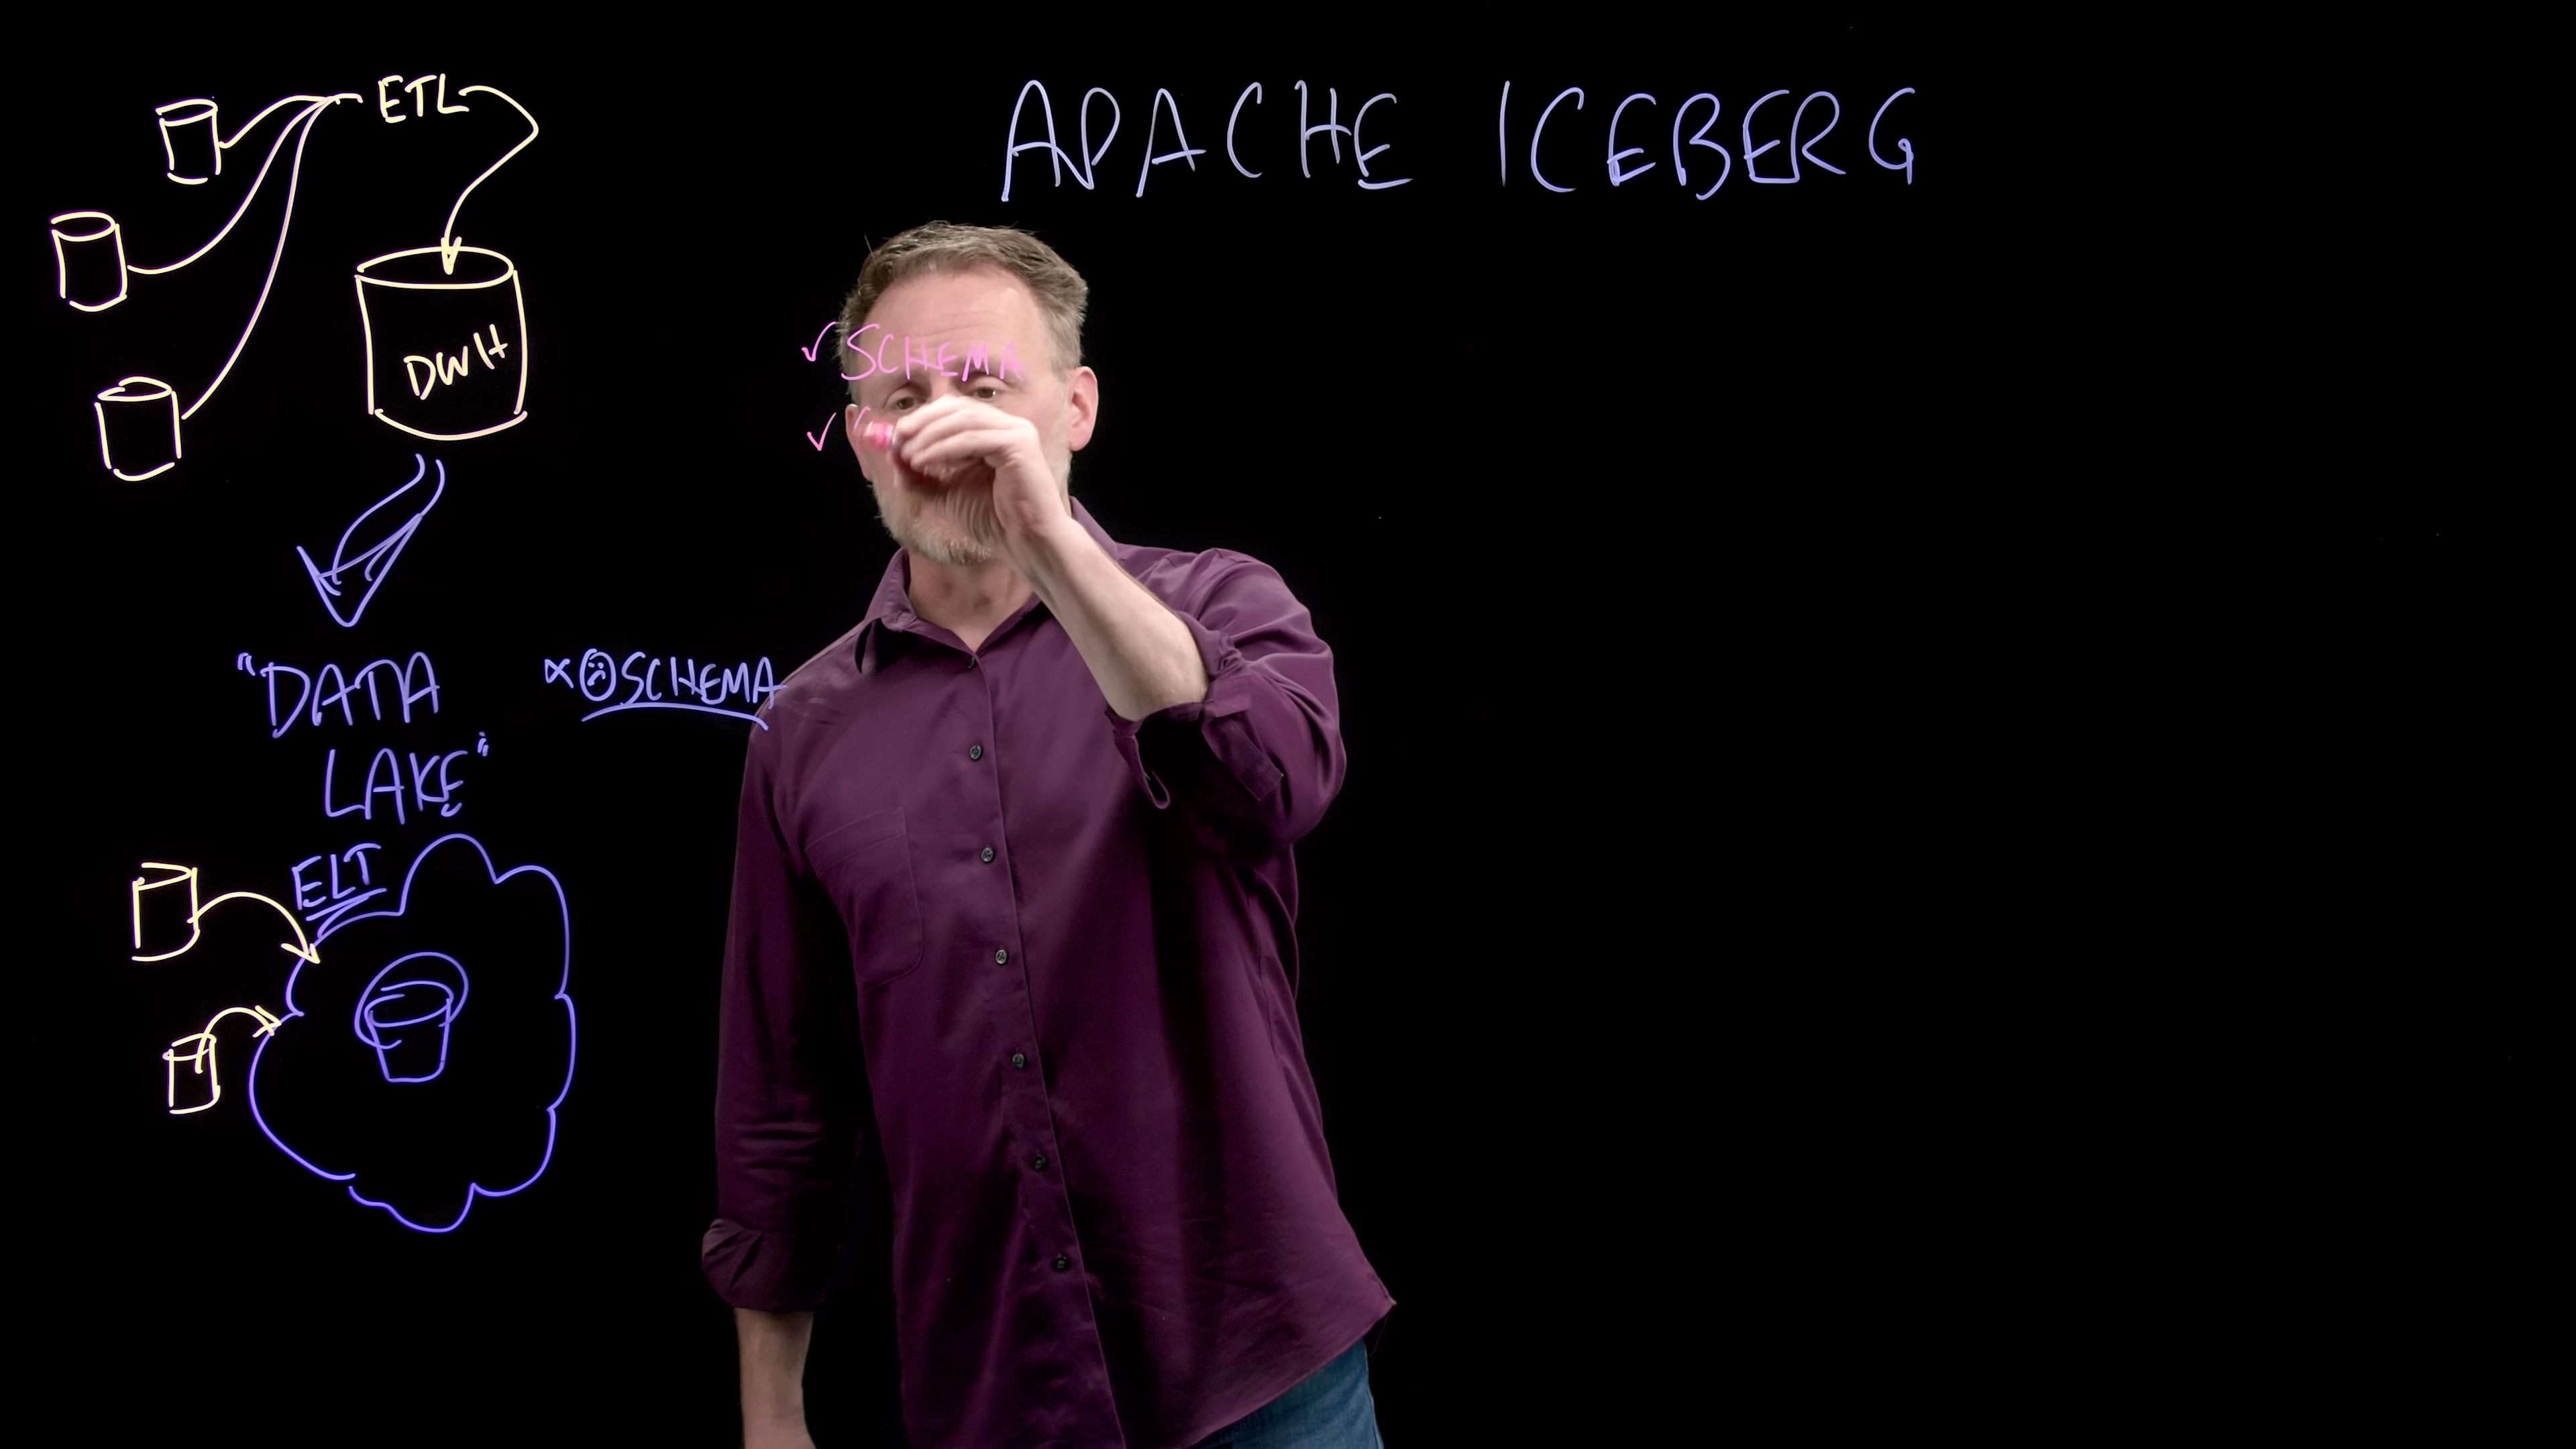 APACHE ICEBERG
ETL
DWH
✓ SCHEMA
✓
"DATA
LAKE"
× ☹ SCHEMA
ELT